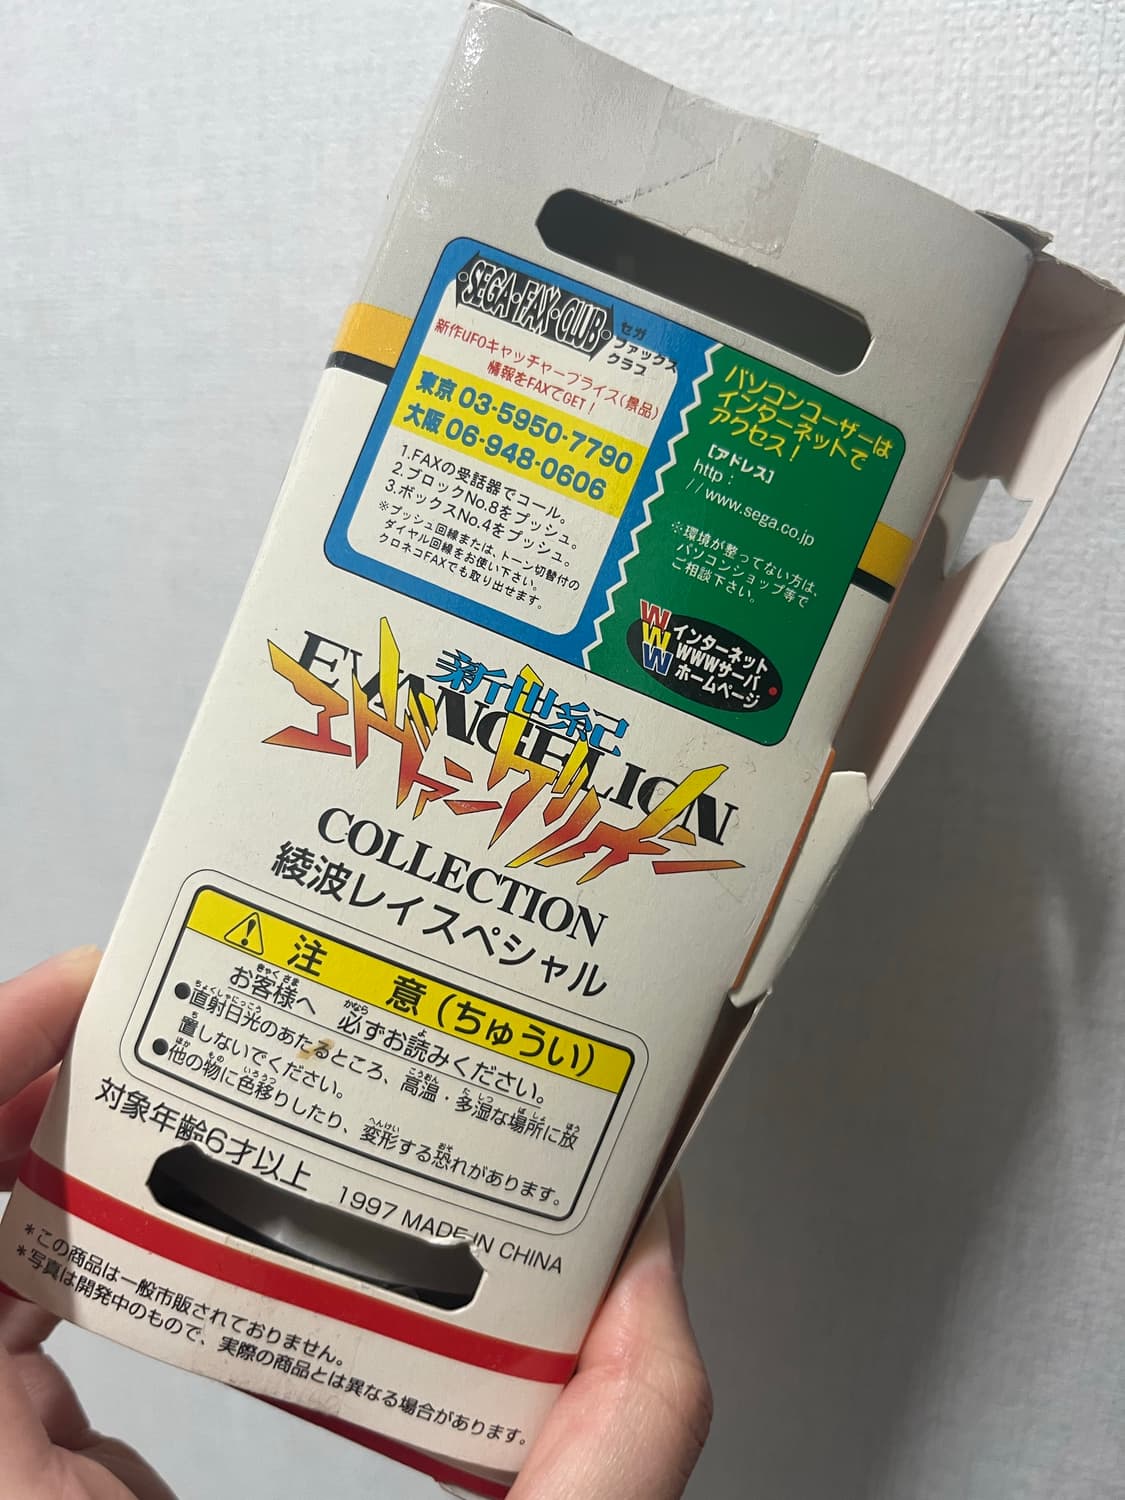 SEGA・FAX・CLUB
セガ
ファックス
クラブ
新作UFOキャッチャープライズ(景品)
情報をFAXでGET!
東京 03-5950-7790
大阪 06-948-0606
1.FAXの受話器でコール。
2.ブロックNo.8をプッシュ。
3.ボックスNo.4をプッシュ。
※プッシュ回線または、トーン切替付の
ダイヤル回線をお使い下さい。
クロネコFAXでも取り出せます。
パソコンユーザーは
インターネットで
アクセス!
[アドレス]
http:
//www.sega.co.jp
※環境が整ってない方は、
パソコンショップ等で
ご相談下さい。
WWW
インターネット
WWWサーバ
ホームページ
新世紀
EVANGELION
エヴァンゲリオン
COLLECTION
綾波レイスペシャル
注意(ちゅうい)
お客様へ 必ずお読みください。
●直射日光のあたるところ、高温・多湿な場所に放
置しないでください。
●他の物に色移りしたり、変形する恐れがあります。
対象年齢6才以上 1997 MADE IN CHINA
*この商品は一般市販されておりません。
*写真は開発中のもので、実際の商品とは異なる場合があります。